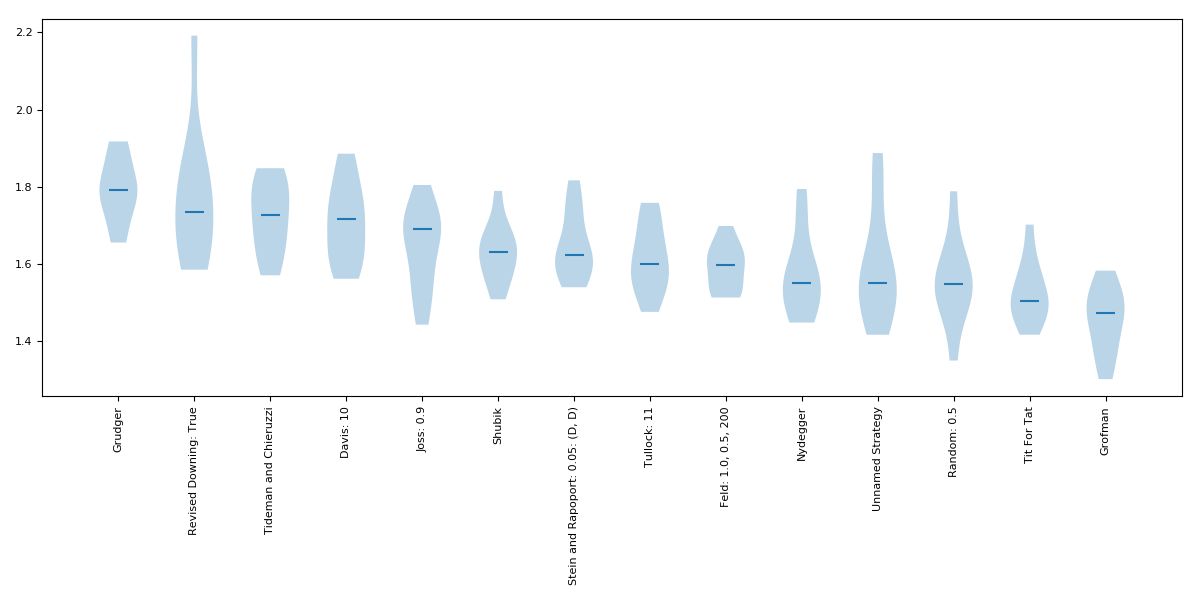 2.2
2.0
1.8
1.6
1.4
Grudger
Revised Downing: True
Tideman and Chieruzzi
Davis: 10
Joss: 0.9
Shubik
Stein and Rapoport: 0.05: (D, D)
Tullock: 11
Feld: 1.0, 0.5, 200
Nydegger
Unnamed Strategy
Random: 0.5
Tit For Tat
Grofman